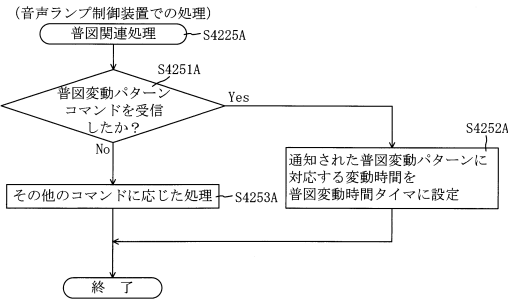 （音声ランプ制御装置での処理）
普図関連処理
S4225A
S4251A
普図変動パターン
コマンドを受信
したか？
Yes
No
S4252A
通知された普図変動パターンに
対応する変動時間を
普図変動時間タイマに設定
その他のコマンドに応じた処理
S4253A
終 了